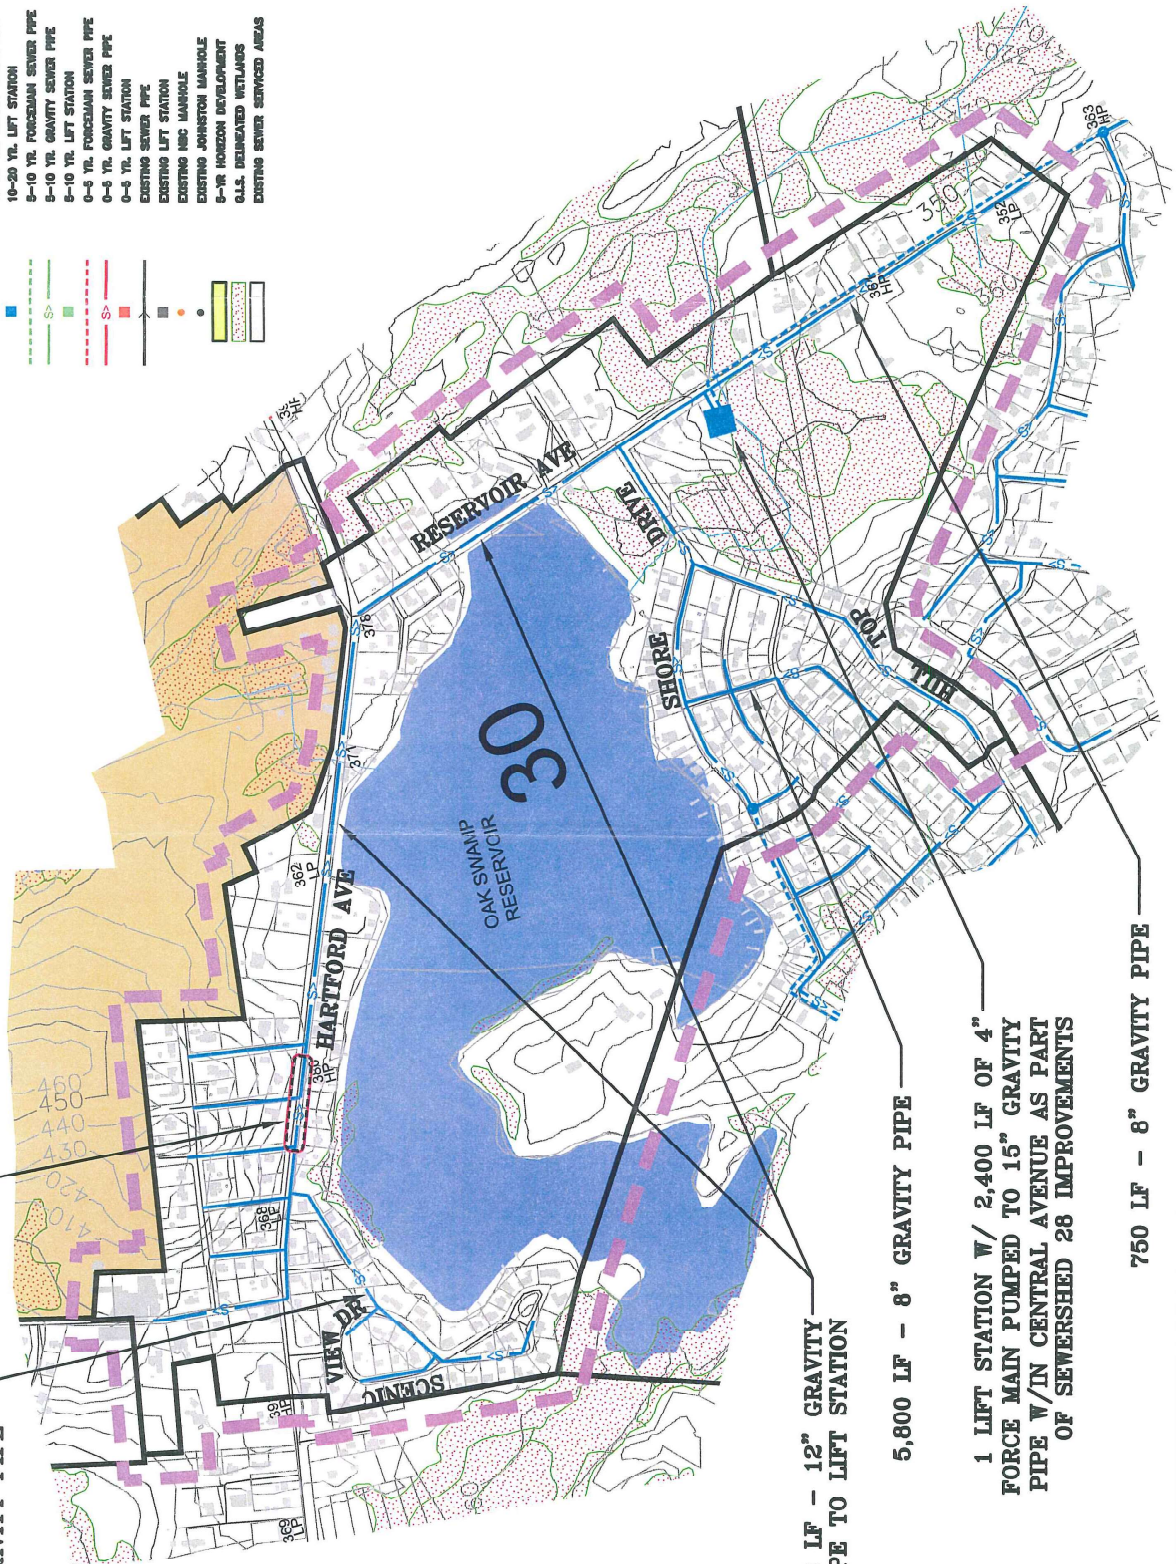 10-20 YR. LIFT STATION
5-10 YR. FORCEMAIN SEWER PIPE
5-10 YR. GRAVITY SEWER PIPE
5-10 YR. LIFT STATION
0-5 YR. FORCEMAIN SEWER PIPE
0-5 YR. GRAVITY SEWER PIPE
0-5 YR. LIFT STATION
EXISTING SEWER PIPE
EXISTING LIFT STATION
EXISTING NBC MANHOLE
EXISTING JOHNSTON MANHOLE
5-YR HORIZON DEVELOPMENT
G.I.S. DELINEATED WETLANDS
EXISTING SEWER SERVICED AREAS
RESERVOIR AVE
SHORE
DRIVE
HILL
TOP
30
OAK SWAMP
RESERVOIR
HARTFORD AVE
SCENIC
VIEW DR.
460
450
440
430
420
410
350
363
HP
352
LP
376
371
362
LP
366
HP
368
369
LP
LF - 12" GRAVITY
PE TO LIFT STATION
5,800 LF - 8" GRAVITY PIPE
1 LIFT STATION W/ 2,400 LF OF 4"
FORCE MAIN PUMPED TO 15" GRAVITY
PIPE W/IN CENTRAL AVENUE AS PART
OF SEWERSHED 28 IMPROVEMENTS
750 LF - 8" GRAVITY PIPE